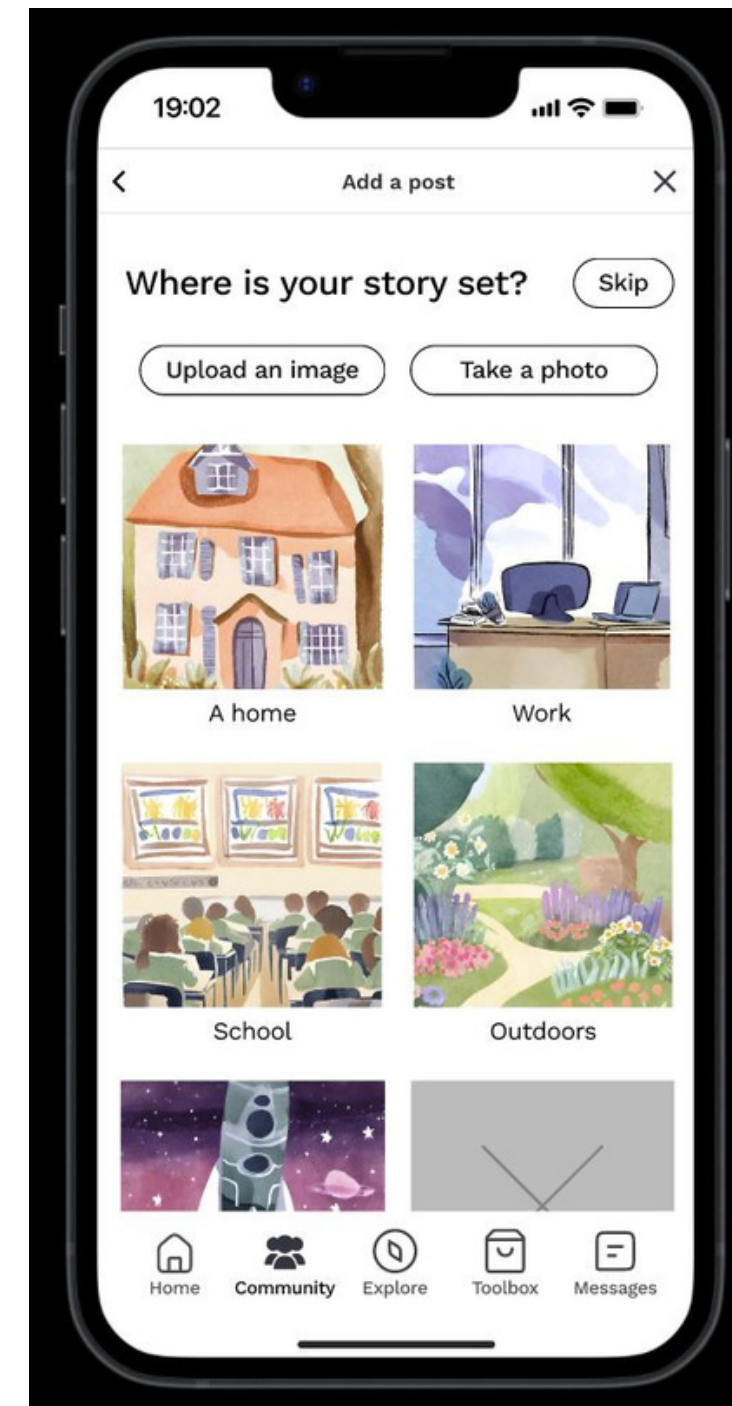 19:02
Add a post
Where is your story set?
Skip
Upload an image
Take a photo
A home
Work
School
Outdoors
Home
Community
Explore
Toolbox
Messages